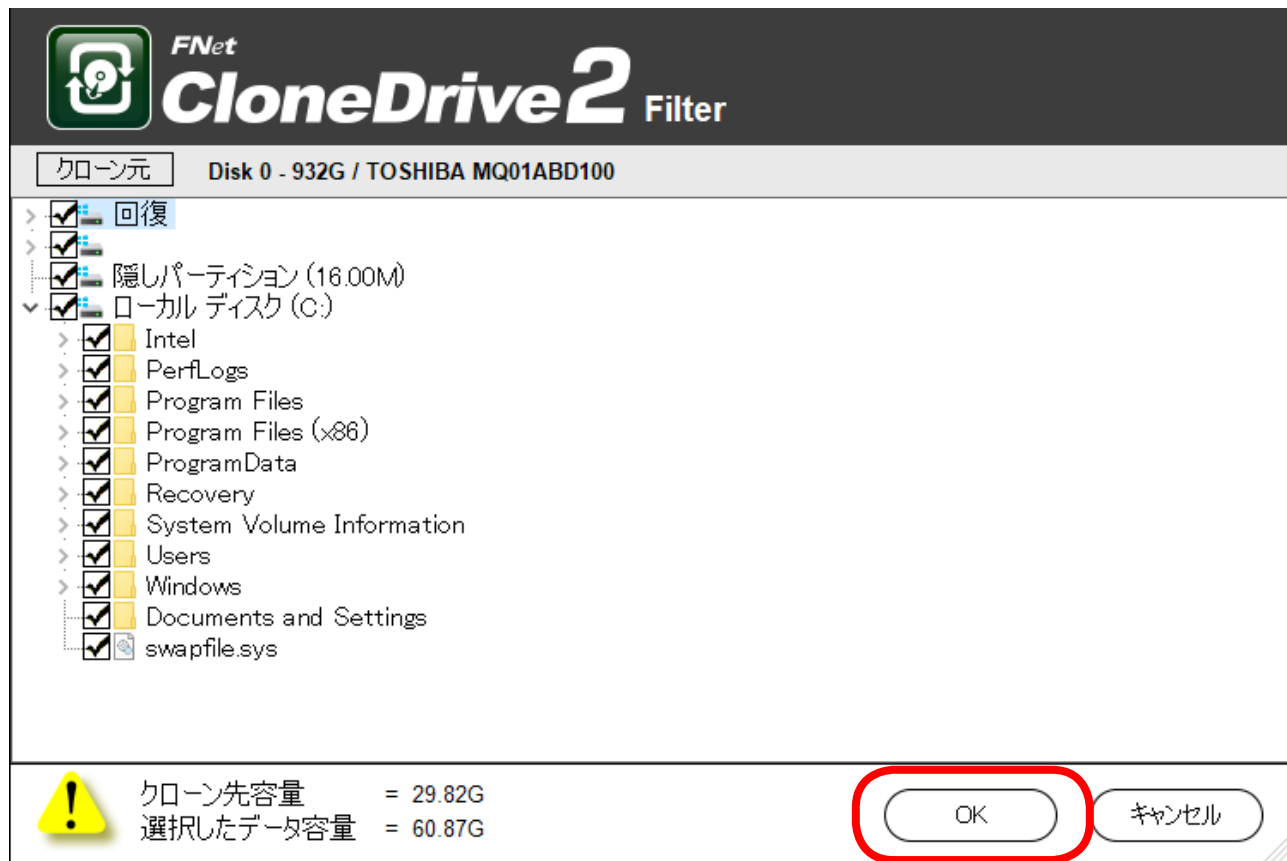 FNet
CloneDrive2 Filter
クローン元 Disk 0 - 932G / TOSHIBA MQ01ABD100
回復
隠しパーティション (16.00M)
ローカル ディスク (C:)
Intel
PerfLogs
Program Files
Program Files (x86)
ProgramData
Recovery
System Volume Information
Users
Windows
Documents and Settings
swapfile.sys
クローン先容量 = 29.82G
選択したデータ容量 = 60.87G
OK キャンセル